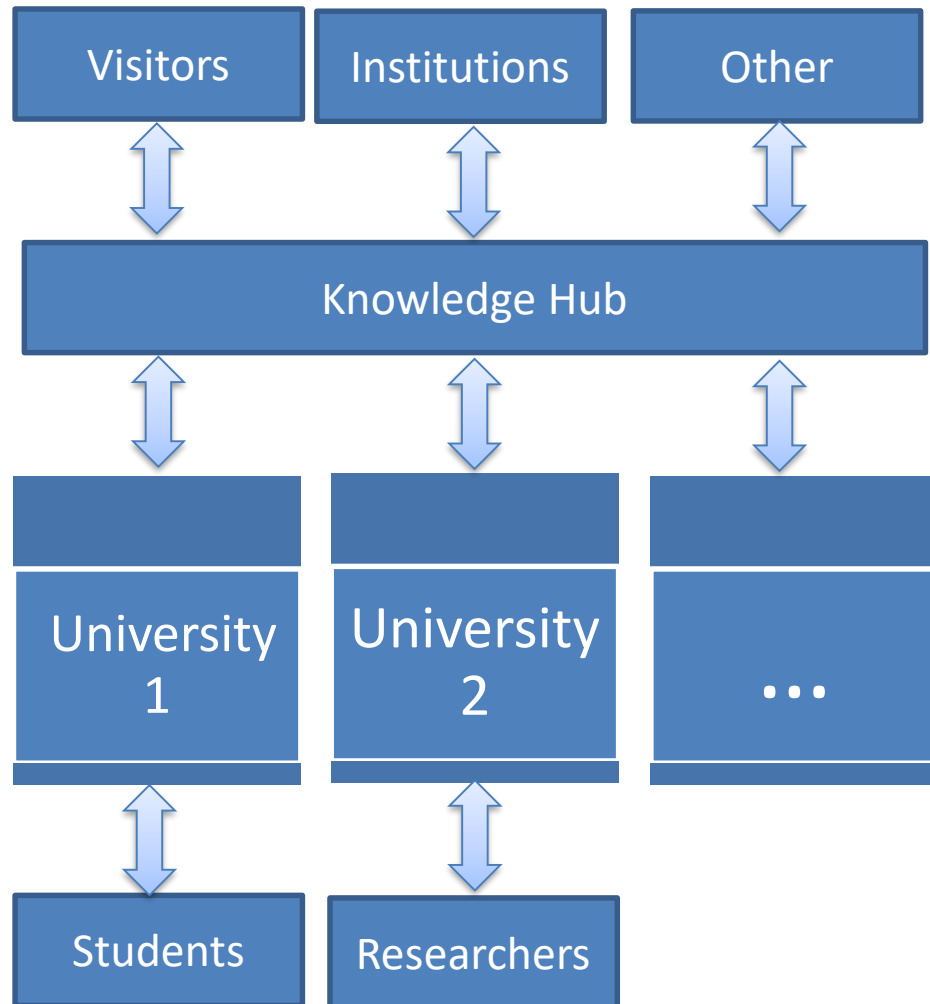 Visitors
Institutions
Other
Knowledge Hub
University
1
University
2
...
Students
Researchers